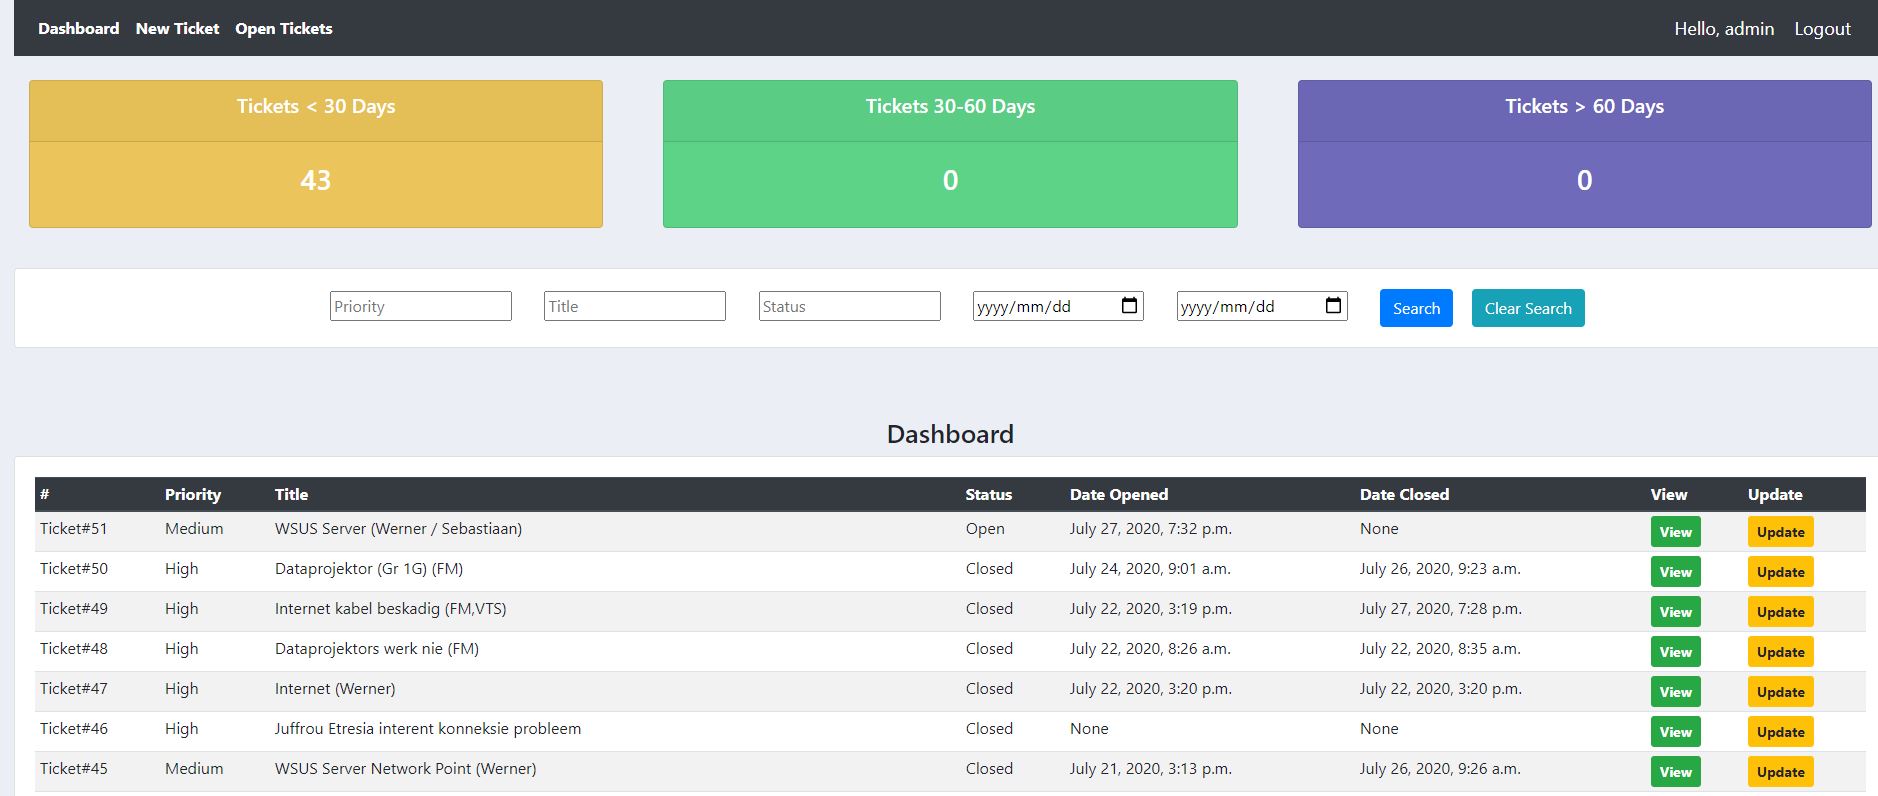 Dashboard New Ticket Open Tickets Hello, admin Logout
Tickets < 30 Days Tickets 30-60 Days Tickets > 60 Days
43 0 0
Priority Title Status yyyy/mm/dd yyyy/mm/dd Search Clear Search
Dashboard
# Priority Title Status Date Opened Date Closed View Update
Ticket#51 Medium WSUS Server (Werner / Sebastiaan) Open July 27, 2020, 7:32 p.m. None View Update
Ticket#50 High Dataprojektor (Gr 1G) (FM) Closed July 24, 2020, 9:01 a.m. July 26, 2020, 9:23 a.m. View Update
Ticket#49 High Internet kabel beskadig (FM,VTS) Closed July 22, 2020, 3:19 p.m. July 27, 2020, 7:28 p.m. View Update
Ticket#48 High Dataprojektors werk nie (FM) Closed July 22, 2020, 8:26 a.m. July 22, 2020, 8:35 a.m. View Update
Ticket#47 High Internet (Werner) Closed July 22, 2020, 3:20 p.m. July 22, 2020, 3:20 p.m. View Update
Ticket#46 High Juffrou Etresia interent konneksie probleem Closed None None View Update
Ticket#45 Medium WSUS Server Network Point (Werner) Closed July 21, 2020, 3:13 p.m. July 26, 2020, 9:26 a.m. View Update